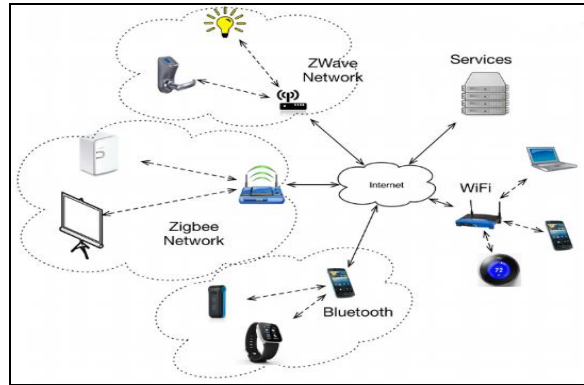 ZWave
Network
Services
Internet
WiFi
72
Zigbee
Network
Bluetooth